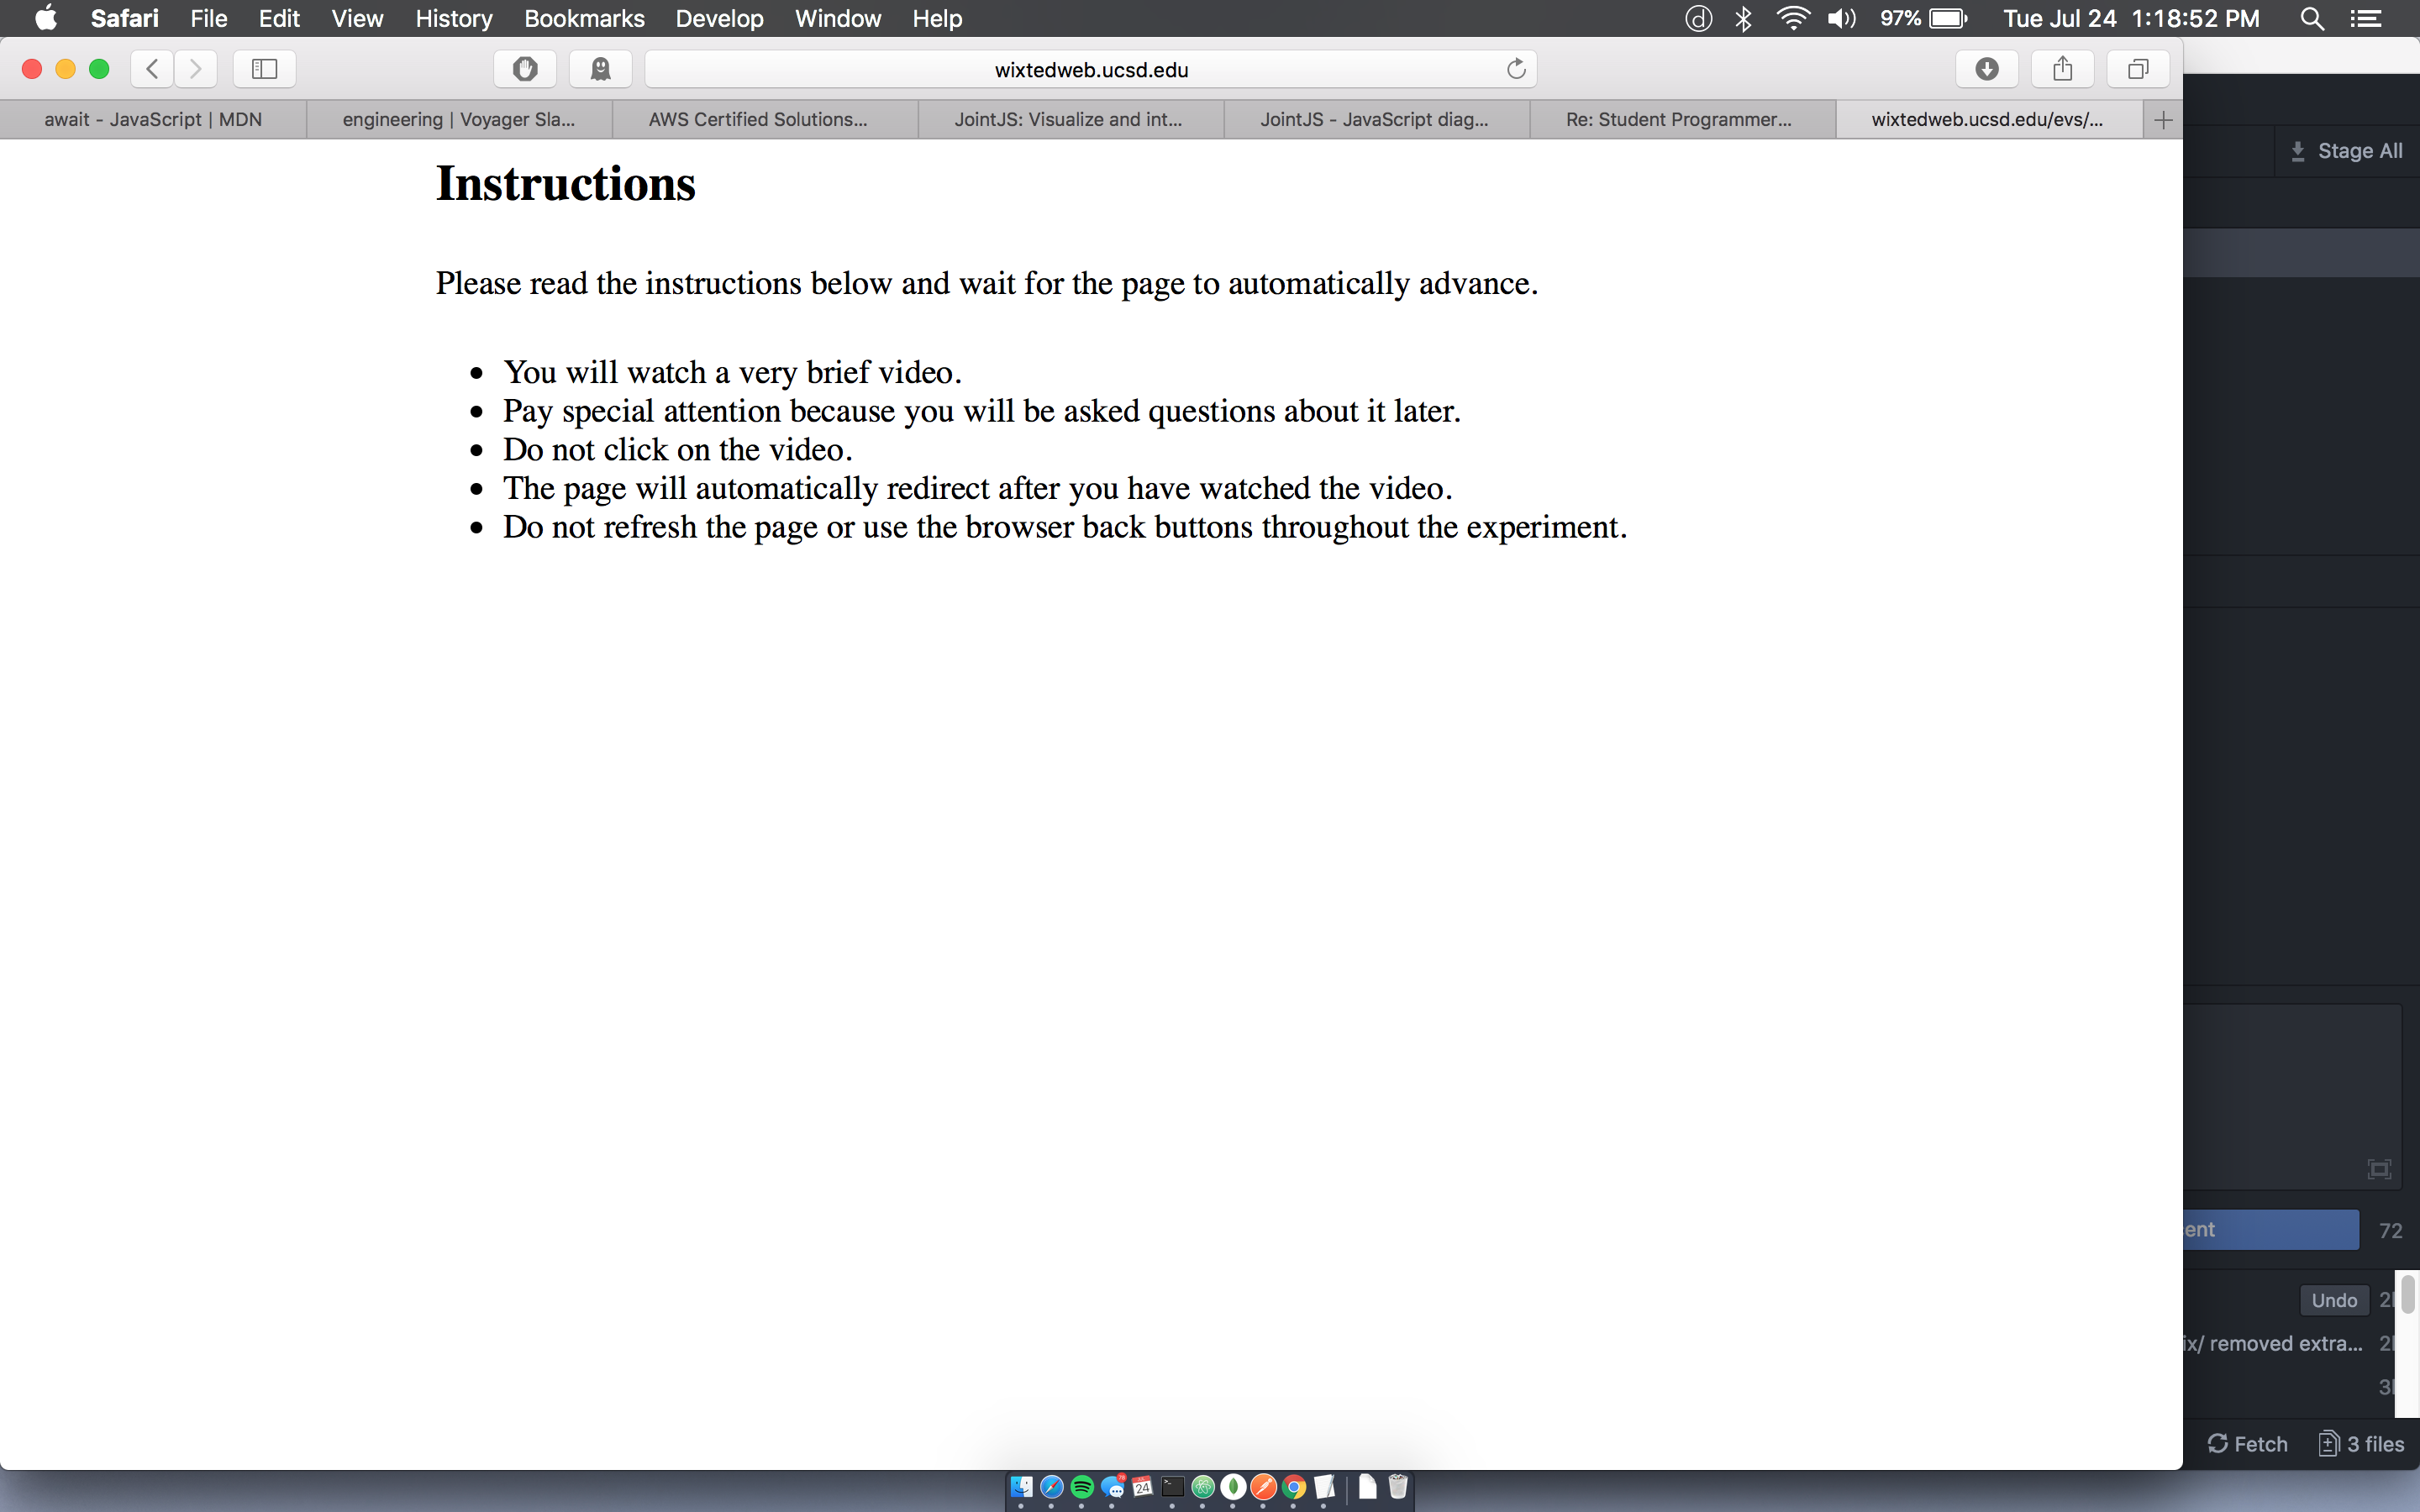 Safari File Edit View History Bookmarks Develop Window Help 97% Tue Jul 24 1:18:52 PM
wixtedweb.ucsd.edu
await - JavaScript | MDN
engineering | Voyager Sla...
AWS Certified Solutions...
JointJS: Visualize and int...
JointJS - JavaScript diag...
Re: Student Programmer...
wixtedweb.ucsd.edu/evs/...
Stage All
Instructions
Please read the instructions below and wait for the page to automatically advance.
• You will watch a very brief video.
• Pay special attention because you will be asked questions about it later.
• Do not click on the video.
• The page will automatically redirect after you have watched the video.
• Do not refresh the page or use the browser back buttons throughout the experiment.
72
Undo
removed extra...
Fetch 3 files
24